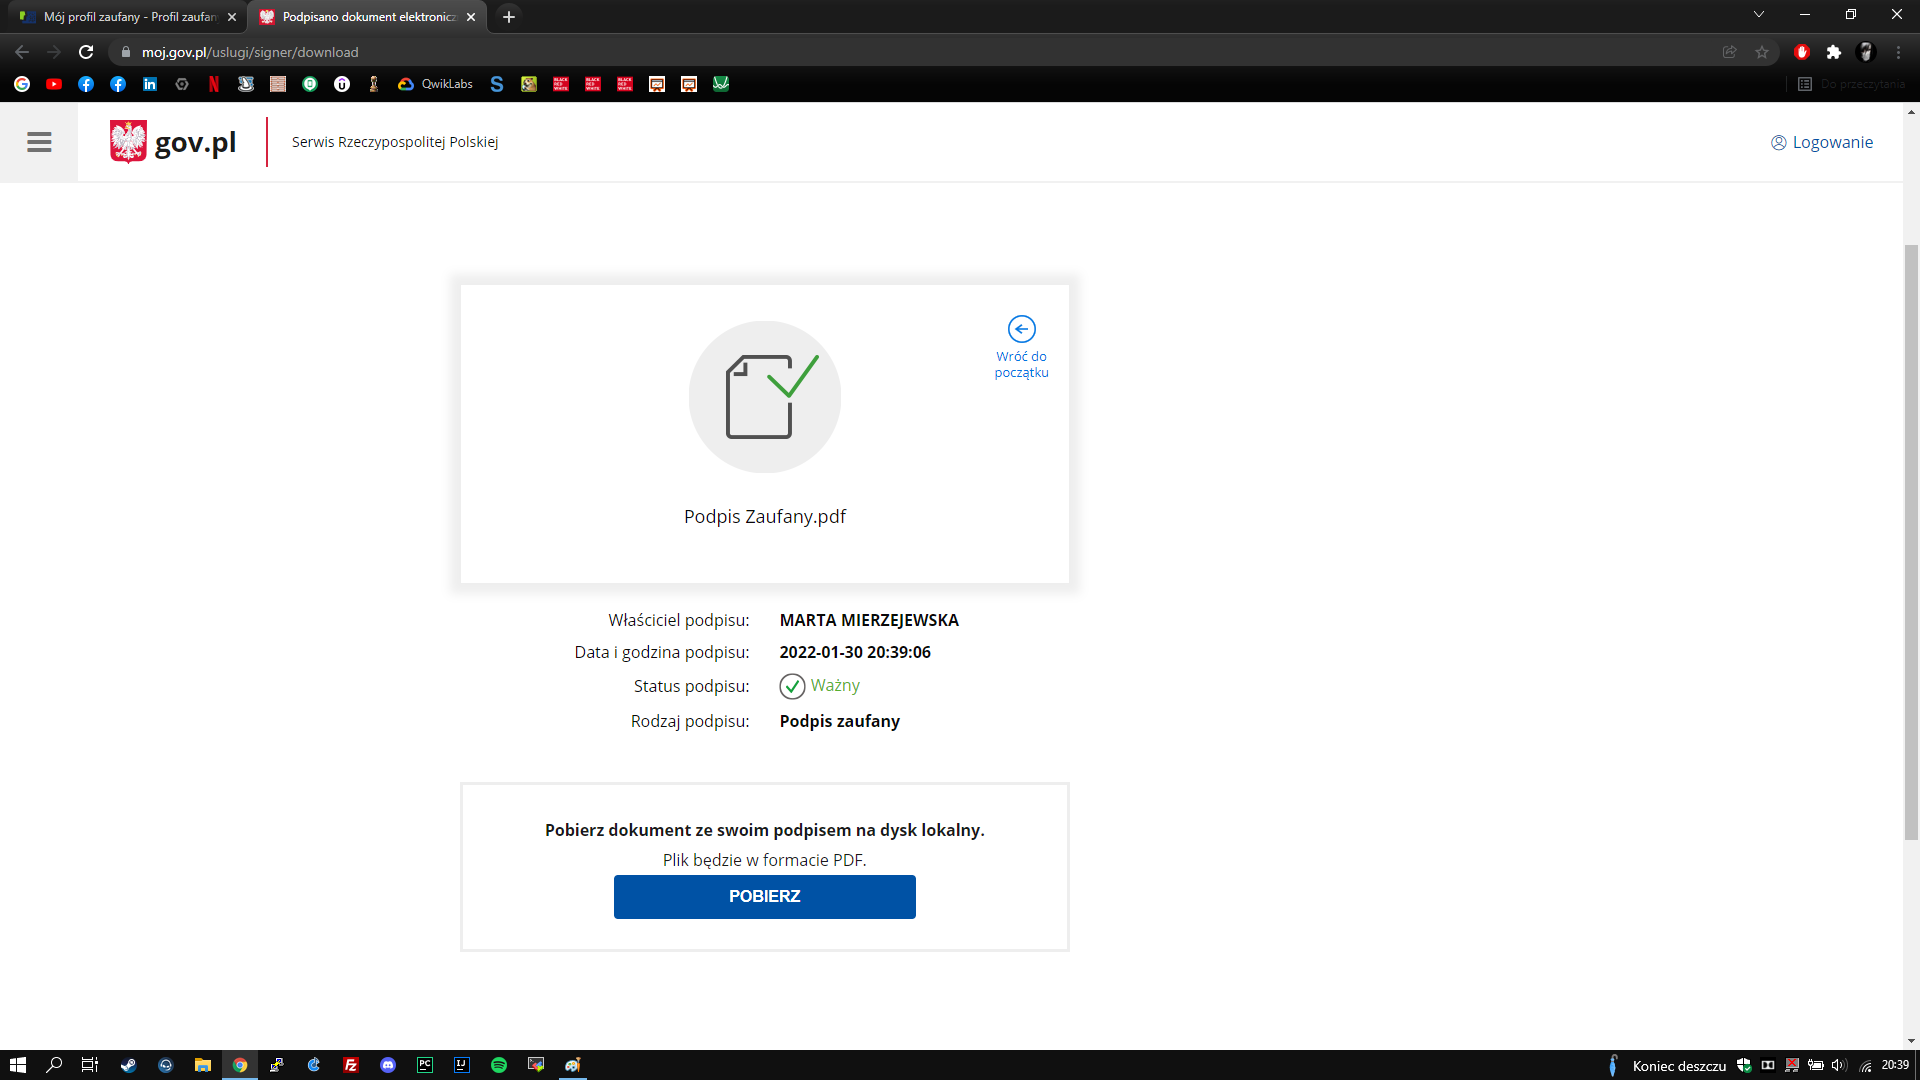 Mój profil zaufany - Profil zaufan
Podpisano dokument elektronicz
moj.gov.pl/uslugi/signer/download
QwikLabs
Do przeczytania
gov.pl
Serwis Rzeczypospolitej Polskiej
Logowanie
Wróć do
początku
Podpis Zaufany.pdf
Właściciel podpisu: MARTA MIERZEJEWSKA
Data i godzina podpisu: 2022-01-30 20:39:06
Status podpisu: Ważny
Rodzaj podpisu: Podpis zaufany
Pobierz dokument ze swoim podpisem na dysk lokalny.
Plik będzie w formacie PDF.
POBIERZ
Koniec deszczu
20:39